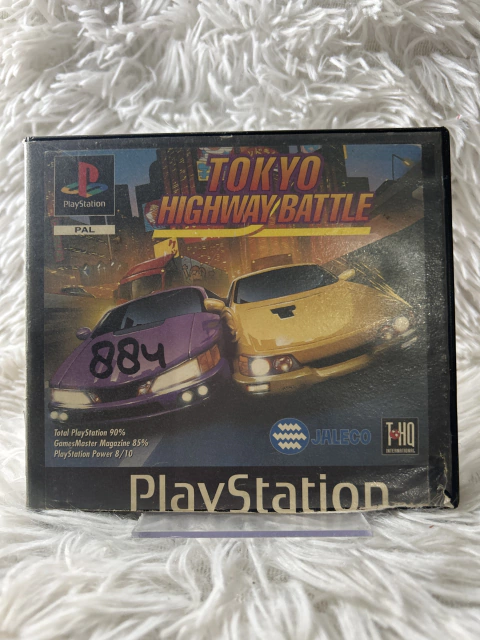 TOKYO
HIGHWAY BATTLE
PlayStation
PAL
884
Total PlayStation 90%
GamesMaster Magazine 85%
PlayStation Power 8/10
JALECO
T·HQ
INTERNATIONAL
PlayStation